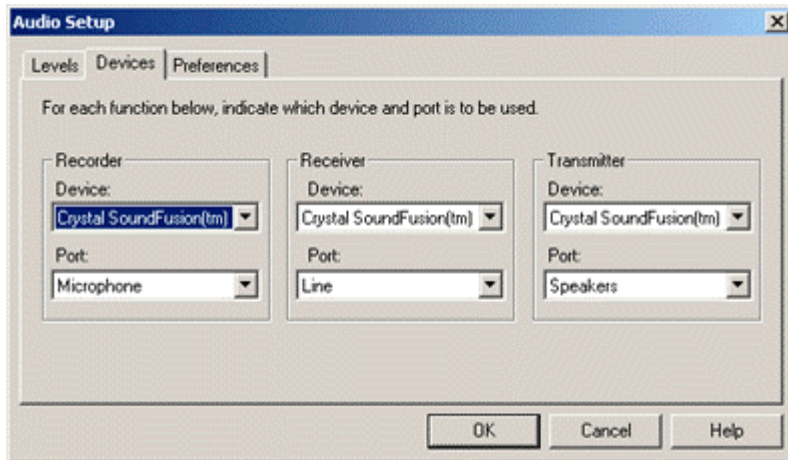 Audio Setup
Levels Devices Preferences
For each function below, indicate which device and port is to be used.
Recorder
Device:
Crystal SoundFusion(tm)
Port:
Microphone
Receiver
Device:
Crystal SoundFusion(tm)
Port:
Line
Transmitter
Device:
Crystal SoundFusion(tm)
Port:
Speakers
OK Cancel Help